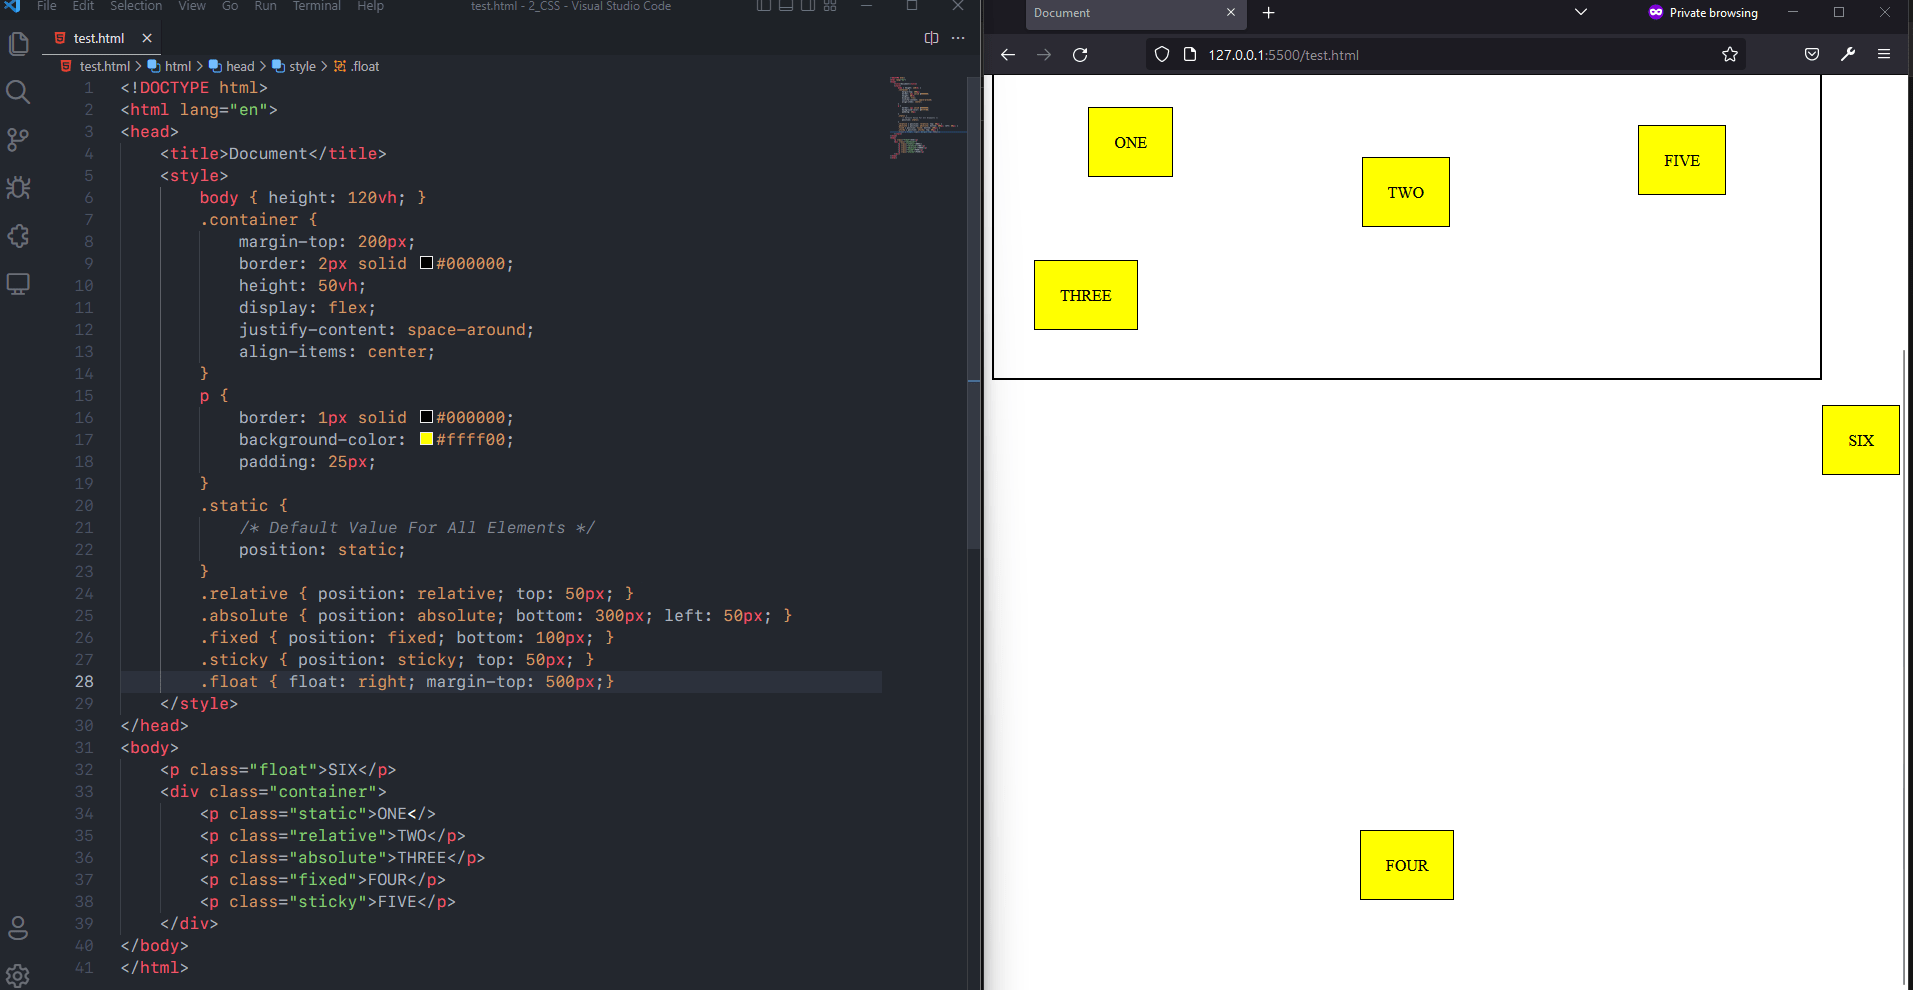 File Edit Selection View Go Run Terminal Help test.html - 2_CSS - Visual Studio Code
test.html
test.html > html > head > style > .float
1 <!DOCTYPE html>
2 <html lang="en">
3 <head>
4 <title>Document</title>
5 <style>
6 body { height: 120vh; }
7 .container {
8 margin-top: 200px;
9 border: 2px solid #000000;
10 height: 50vh;
11 display: flex;
12 justify-content: space-around;
13 align-items: center;
14 }
15 p {
16 border: 1px solid #000000;
17 background-color: #ffff00;
18 padding: 25px;
19 }
20 .static {
21 /* Default Value For All Elements */
22 position: static;
23 }
24 .relative { position: relative; top: 50px; }
25 .absolute { position: absolute; bottom: 300px; left: 50px; }
26 .fixed { position: fixed; bottom: 100px; }
27 .sticky { position: sticky; top: 50px; }
28 .float { float: right; margin-top: 500px;}
29 </style>
30 </head>
31 <body>
32 <p class="float">SIX</p>
33 <div class="container">
34 <p class="static">ONE</>
35 <p class="relative">TWO</p>
36 <p class="absolute">THREE</p>
37 <p class="fixed">FOUR</p>
38 <p class="sticky">FIVE</p>
39 </div>
40 </body>
41 </html>
Document
Private browsing
127.0.0.1:5500/test.html
ONE
FIVE
TWO
THREE
SIX
FOUR